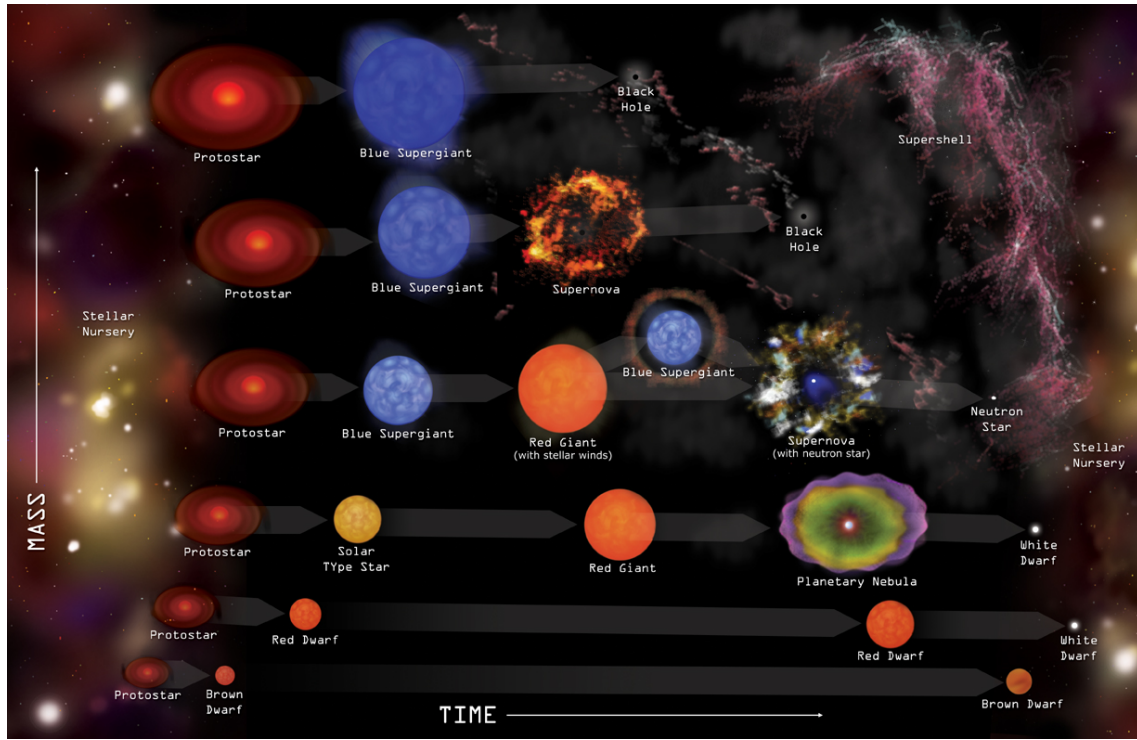 Protostar
Blue Supergiant
Black
Hole
Supershell
Protostar
Blue Supergiant
Supernova
Black
Hole
Stellar
Nursery
Protostar
Blue Supergiant
Red Giant
(with stellar winds)
Blue Supergiant
Supernova
(with neutron star)
Neutron
Star
Stellar
Nursery
MASS
Protostar
Solar
TYpe Star
Red Giant
Planetary Nebula
White
Dwarf
Protostar
Red Dwarf
Red Dwarf
White
Dwarf
Protostar
Brown
Dwarf
Brown Dwarf
TIME